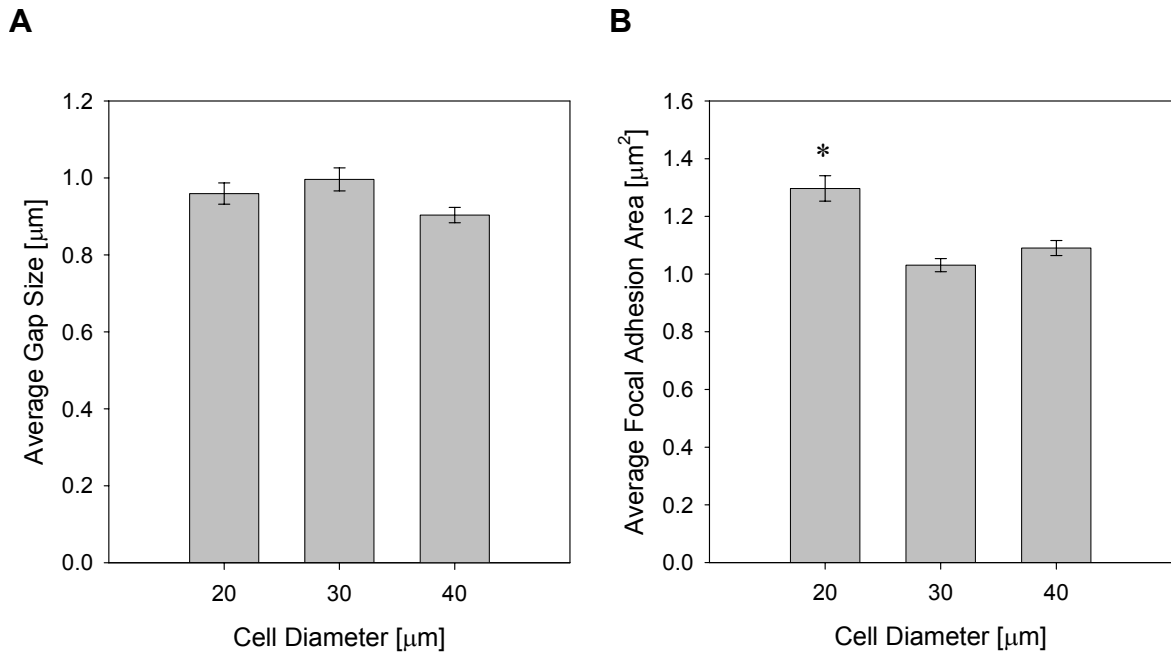 A
Average Gap Size [μm]
1.2
1.0
0.8
0.6
0.4
0.2
0.0
20 30 40
Cell Diameter [μm]
B
Average Focal Adhesion Area [μm²]
1.6
1.4
1.2
1.0
0.8
0.6
0.4
0.2
0.0
*
20 30 40
Cell Diameter [μm]